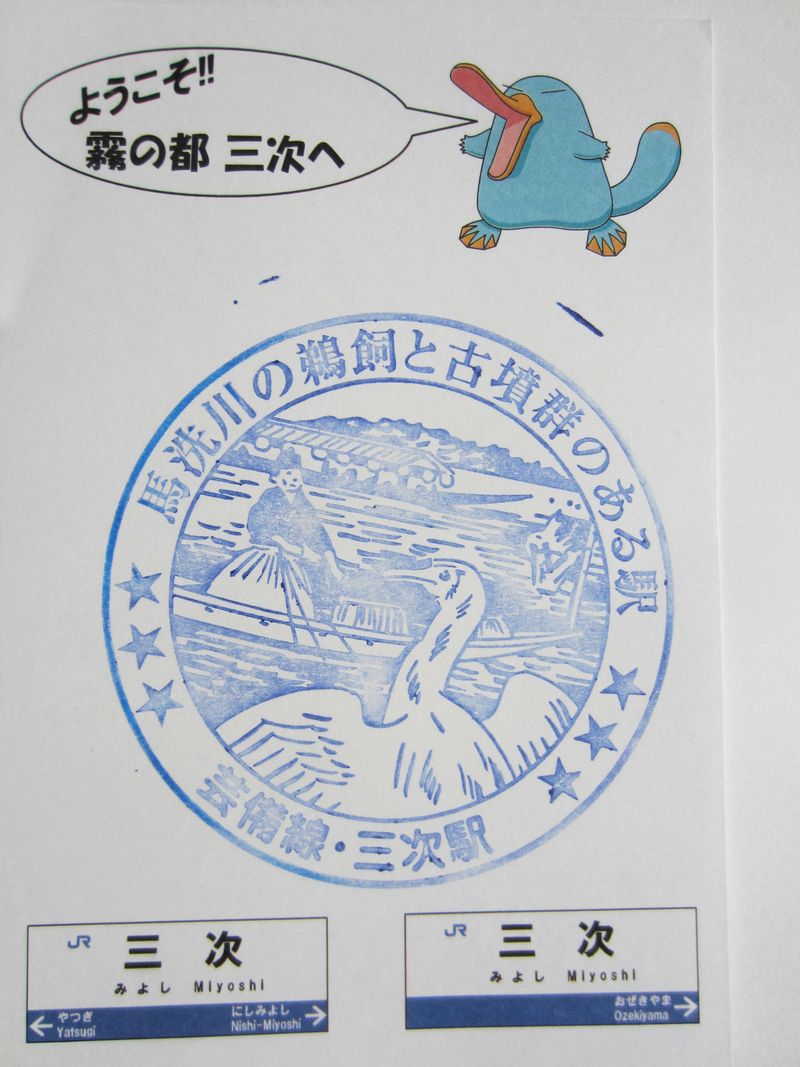 ようこそ!!
霧の都 三次へ
馬洗川の鵜飼と古墳群のある駅
芸備線・三次駅
JR
三次
みよし Miyoshi
やつぎ
Yatsugi
にしみよし
Nishi-Miyoshi
JR
三次
みよし Miyoshi
おぜきやま
Ozekiyama